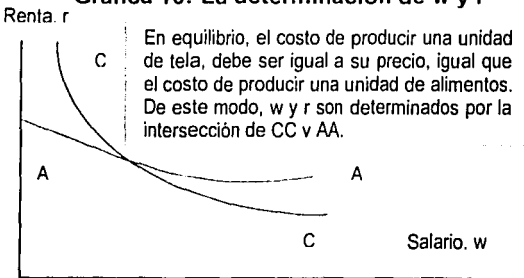 Gráfica 10: La determinación de w y r
Renta. r
C
En equilibrio, el costo de producir una unidad
de tela, debe ser igual a su precio, igual que
el costo de producir una unidad de alimentos.
De este modo, w y r son determinados por la
intersección de CC v AA.
A
A
C
Salario. w